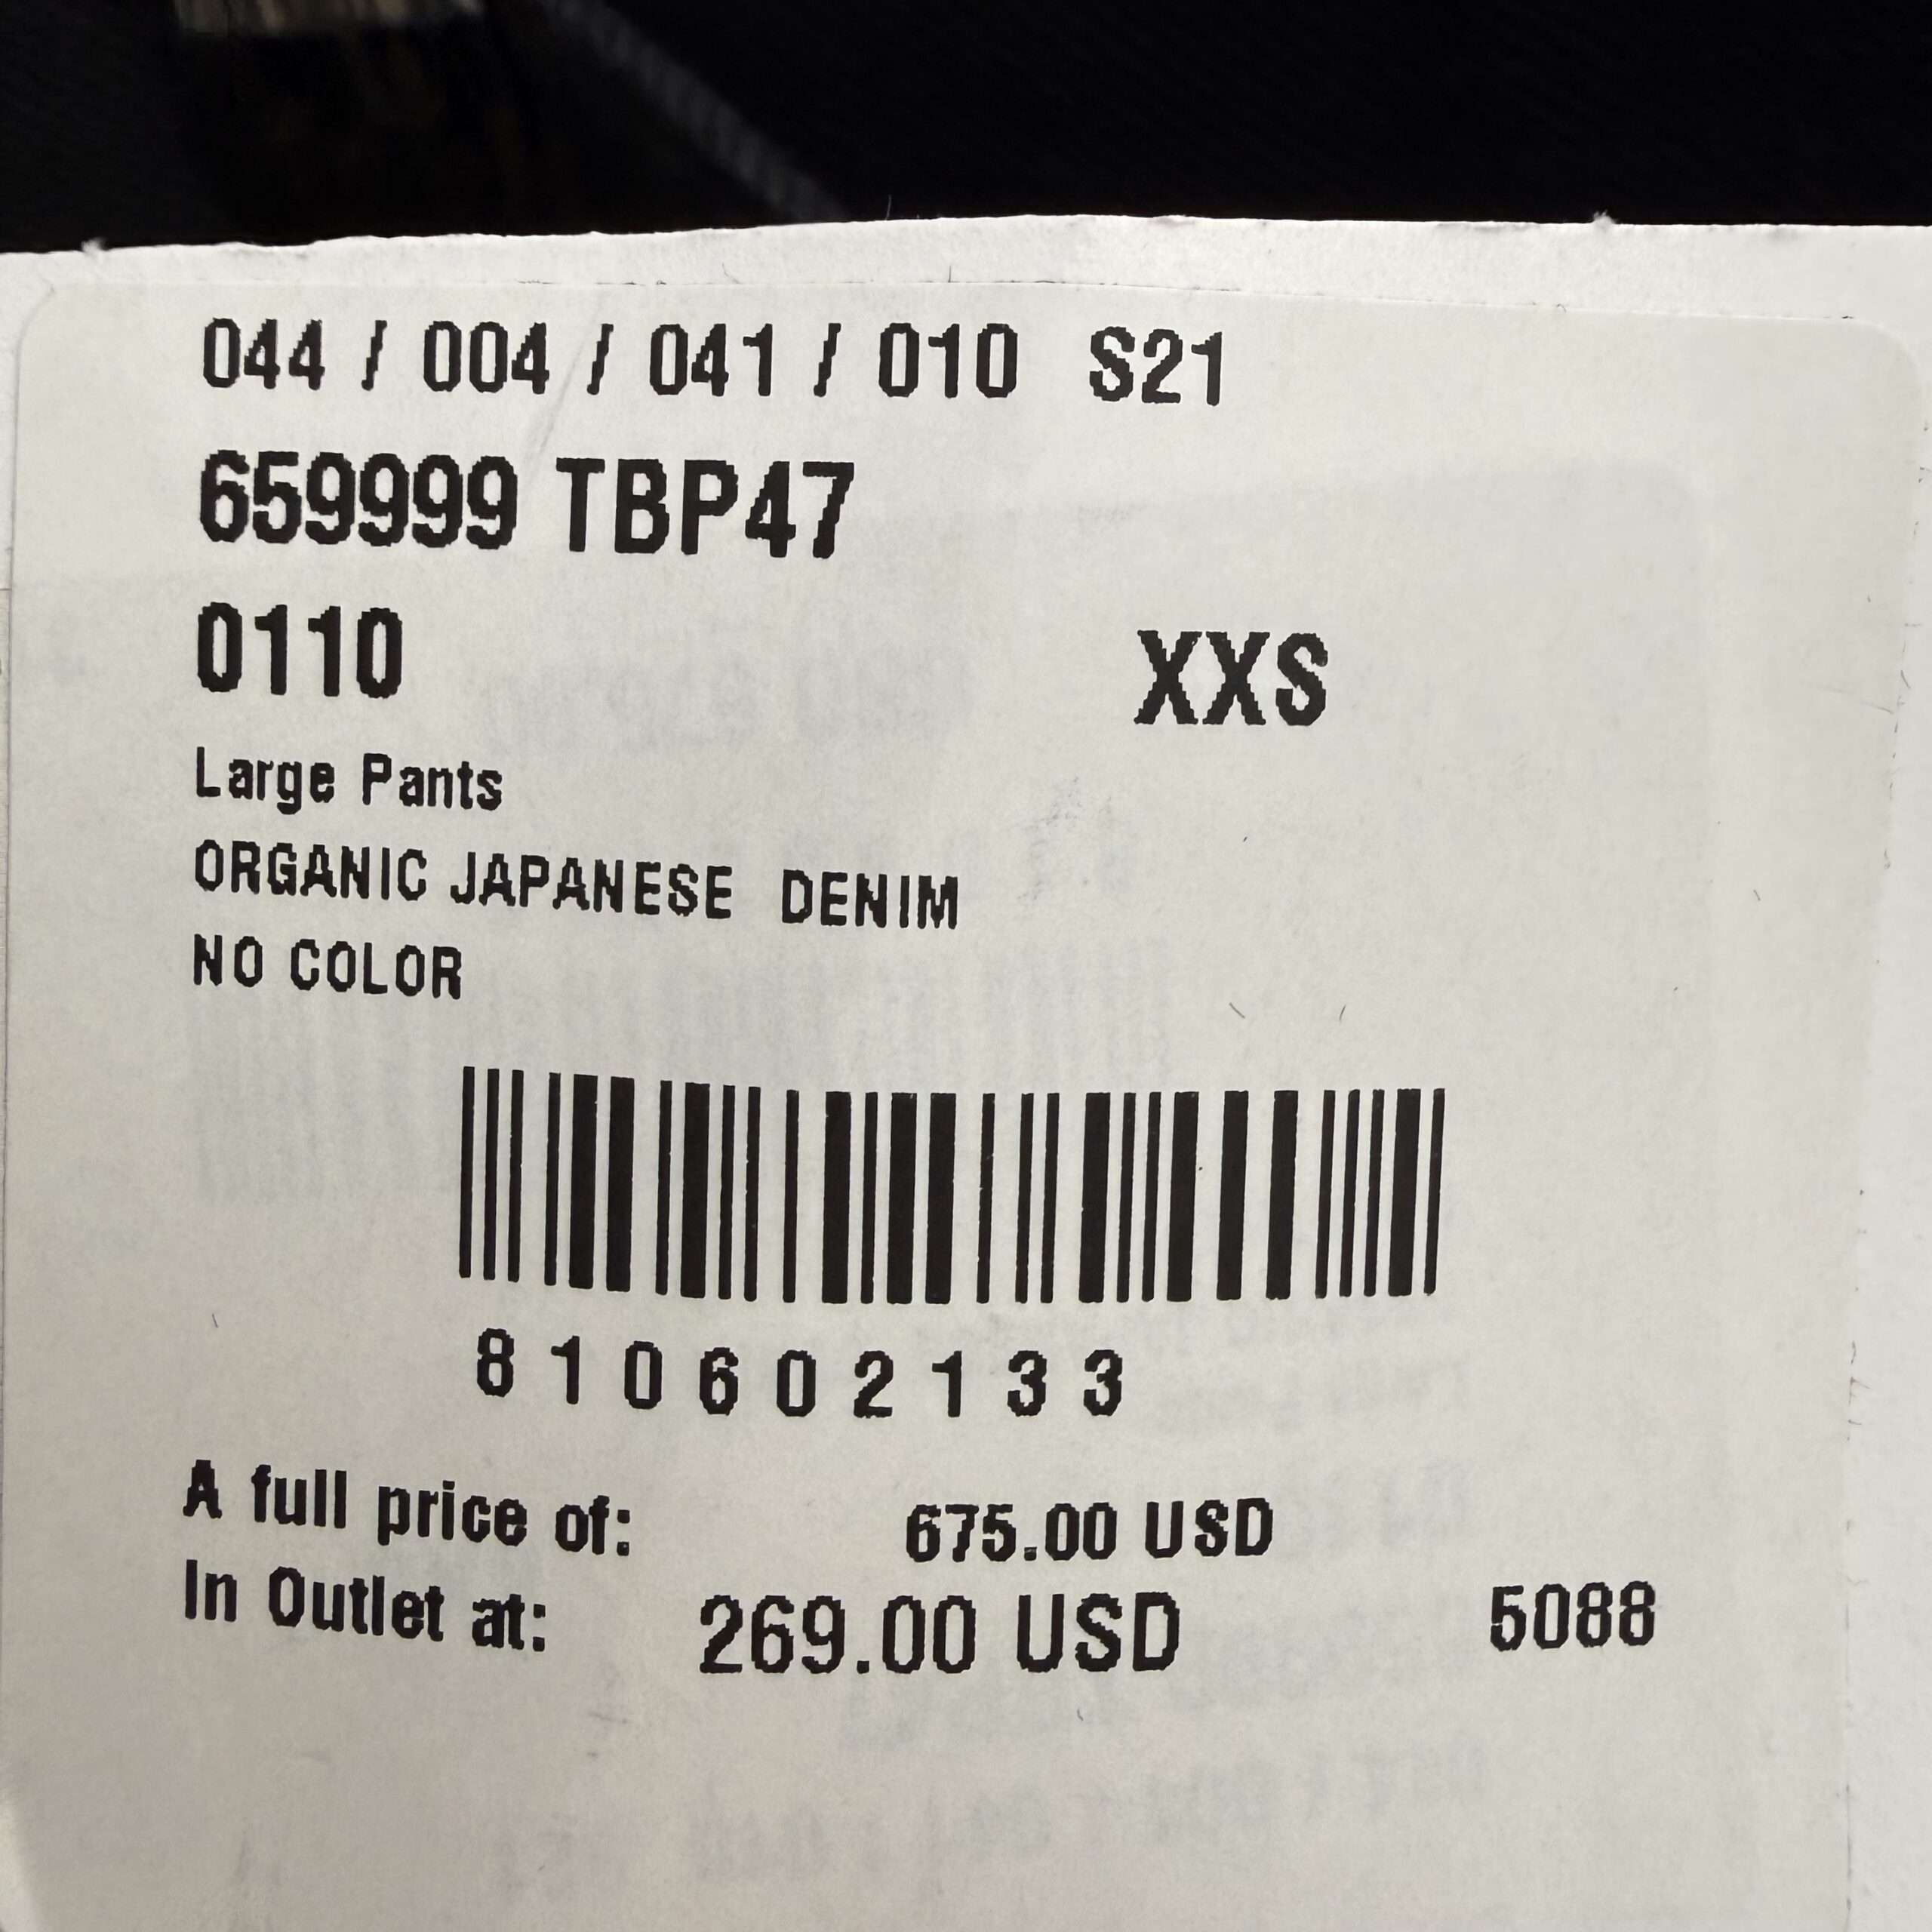 044 / 004 / 041 / 010 S21
659999 TBP47
0110 XXS
Large Pants
ORGANIC JAPANESE DENIM
NO COLOR
810602133
A full price of: 675.00 USD
In Outlet at: 269.00 USD 5088